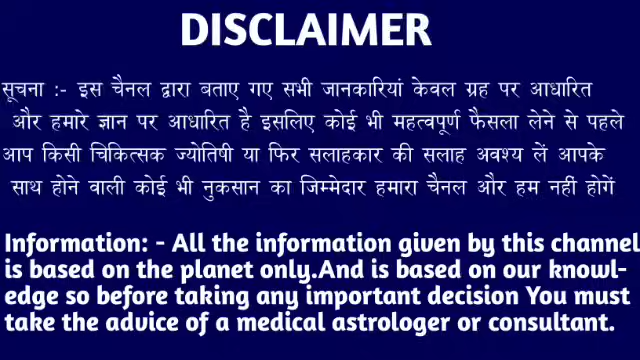 DISCLAIMER
सूचना :- इस चैनल द्वारा बताए गए सभी जानकारियां केवल ग्रह पर आधारित
और हमारे ज्ञान पर आधारित है इसलिए कोई भी महत्वपूर्ण फैसला लेने से पहले
आप किसी चिकित्सक ज्योतिषी या फिर सलाहकार की सलाह अवश्य लें आपके
साथ होने वाली कोई भी नुकसान का जिम्मेदार हमारा चैनल और हम नहीं होगें
Information: - All the information given by this channel
is based on the planet only.And is based on our knowl-
edge so before taking any important decision You must
take the advice of a medical astrologer or consultant.